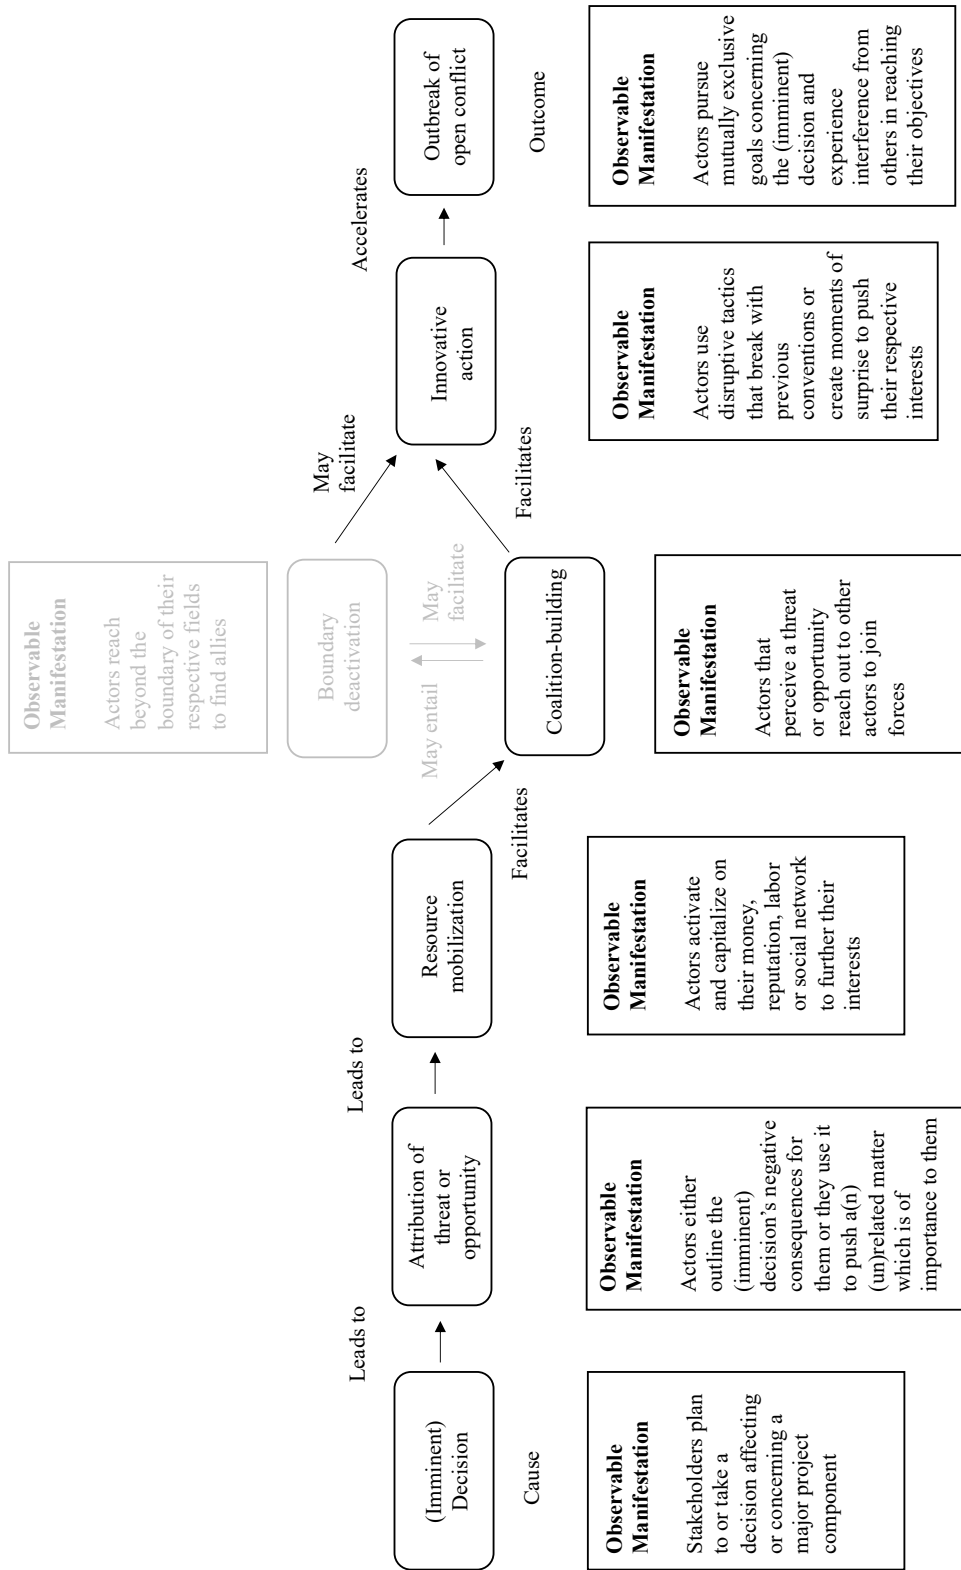 Observable
Manifestation
Actors reach
beyond the
boundary of their
respective fields
to find allies
Leads to
Leads to
May
facilitate
Accelerates
(Imminent)
Decision
Attribution of
threat or
opportunity
Resource
mobilization
Boundary
deactivation
May entail
May
facilitate
Coalition-building
Innovative
action
Outbreak of
open conflict
Cause
Facilitates
Facilitates
Outcome
Observable
Manifestation
Stakeholders plan
to or take a
decision affecting
or concerning a
major project
component
Observable
Manifestation
Actors either
outline the
(imminent)
decision’s negative
consequences for
them or they use it
to push a(n)
(un)related matter
which is of
importance to them
Observable
Manifestation
Actors activate
and capitalize on
their money,
reputation, labor
or social network
to further their
interests
Observable
Manifestation
Actors that
perceive a threat
or opportunity
reach out to other
actors to join
forces
Observable
Manifestation
Actors use
disruptive tactics
that break with
previous
conventions or
create moments of
surprise to push
their respective
interests
Observable
Manifestation
Actors pursue
mutually exclusive
goals concerning
the (imminent)
decision and
experience
interference from
others in reaching
their objectives